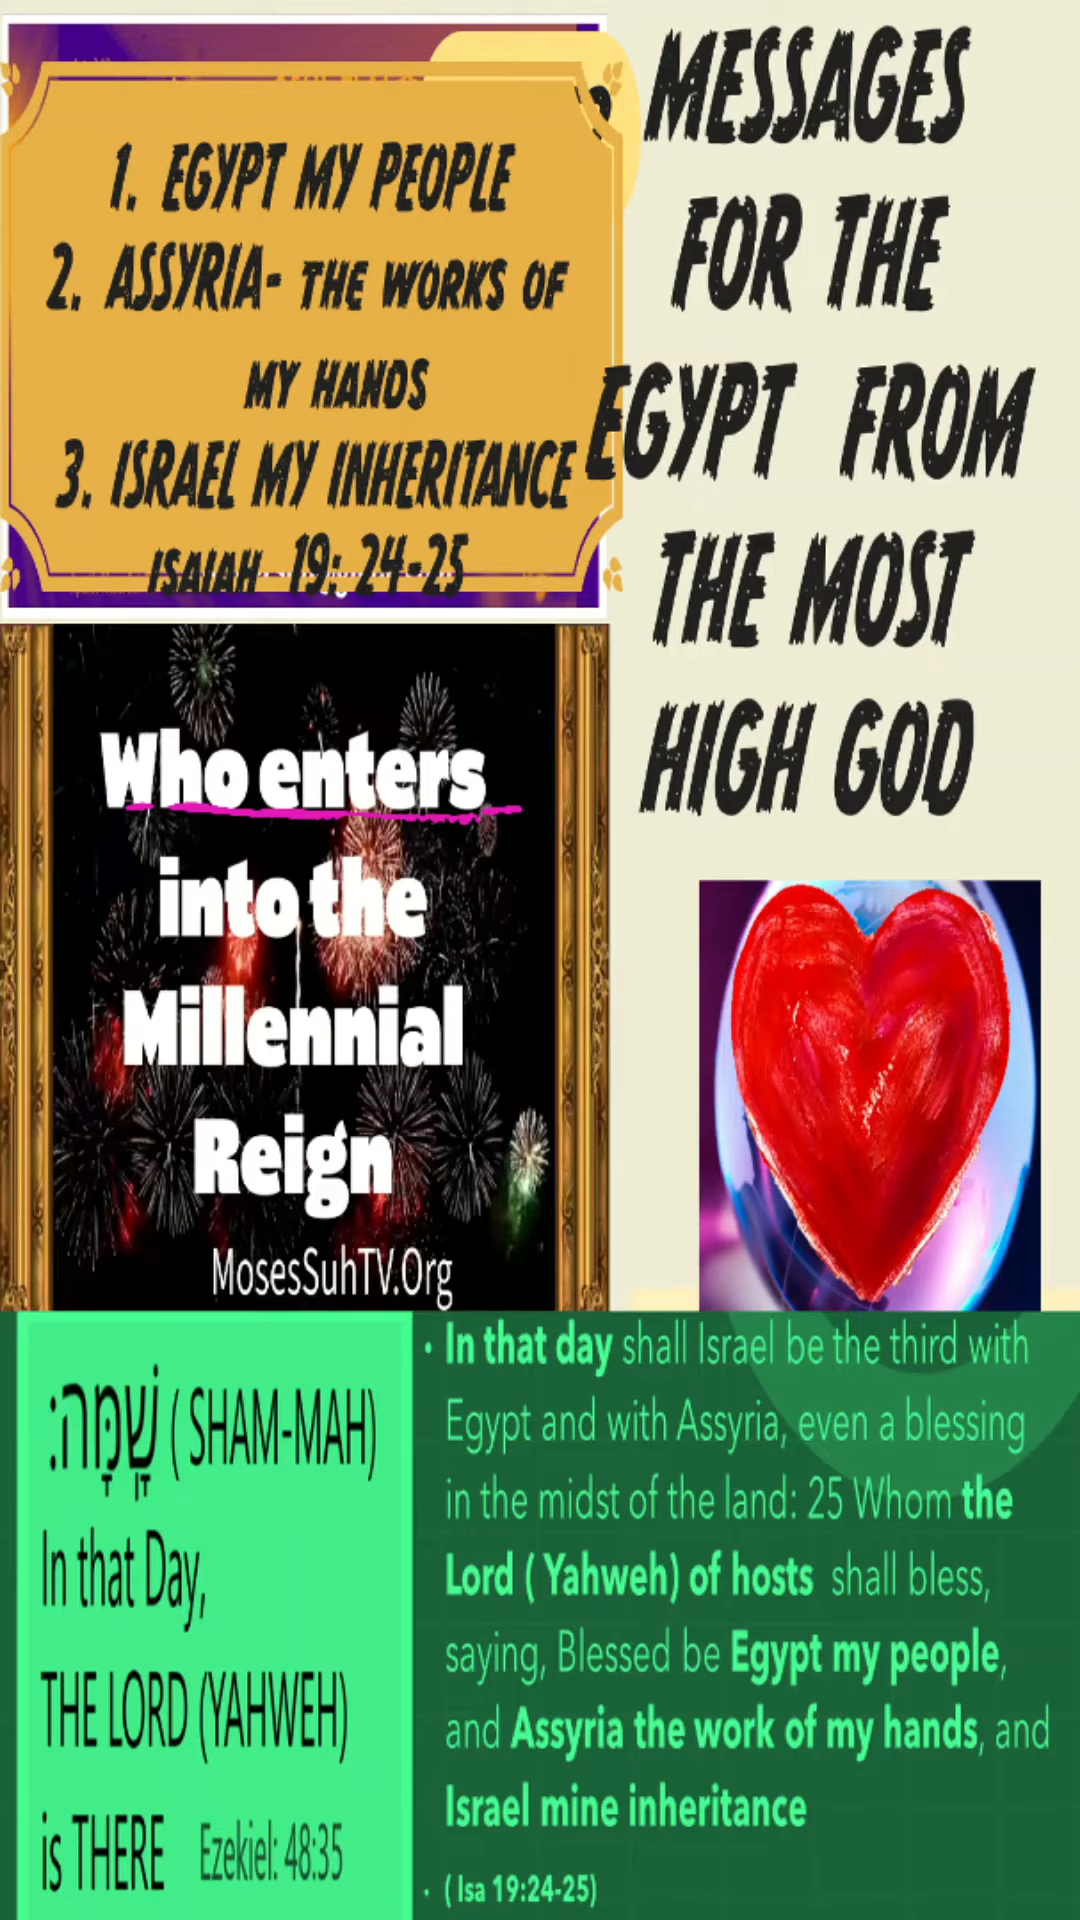 1. EGYPT MY PEOPLE
2. ASSYRIA- THE WORKS OF
MY HANDS
3. ISRAEL MY INHERITANCE
ISAIAH 19: 24-25
MESSAGES
FOR THE
EGYPT FROM
THE MOST
HIGH GOD
Who enters
into the
Millennial
Reign
MosesSuhTV.Org
שָׁמָּה׃ ( SHAM-MAH)
In that Day,
THE LORD (YAHWEH)
is THERE Ezekiel: 48:35
• In that day shall Israel be the third with
Egypt and with Assyria, even a blessing
in the midst of the land: 25 Whom the
Lord ( Yahweh) of hosts shall bless,
saying, Blessed be Egypt my people,
and Assyria the work of my hands, and
Israel mine inheritance
• ( Isa 19:24-25)